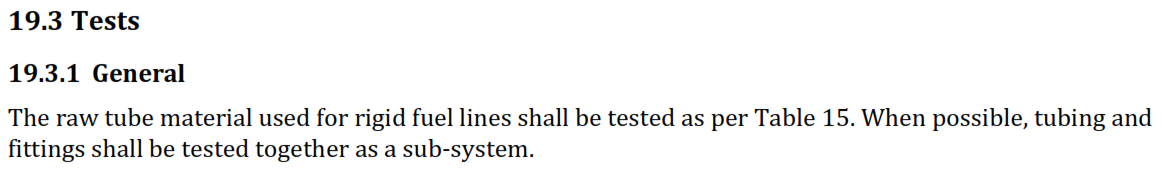 19.3 Tests
19.3.1 General
The raw tube material used for rigid fuel lines shall be tested as per Table 15. When possible, tubing and
fittings shall be tested together as a sub-system.